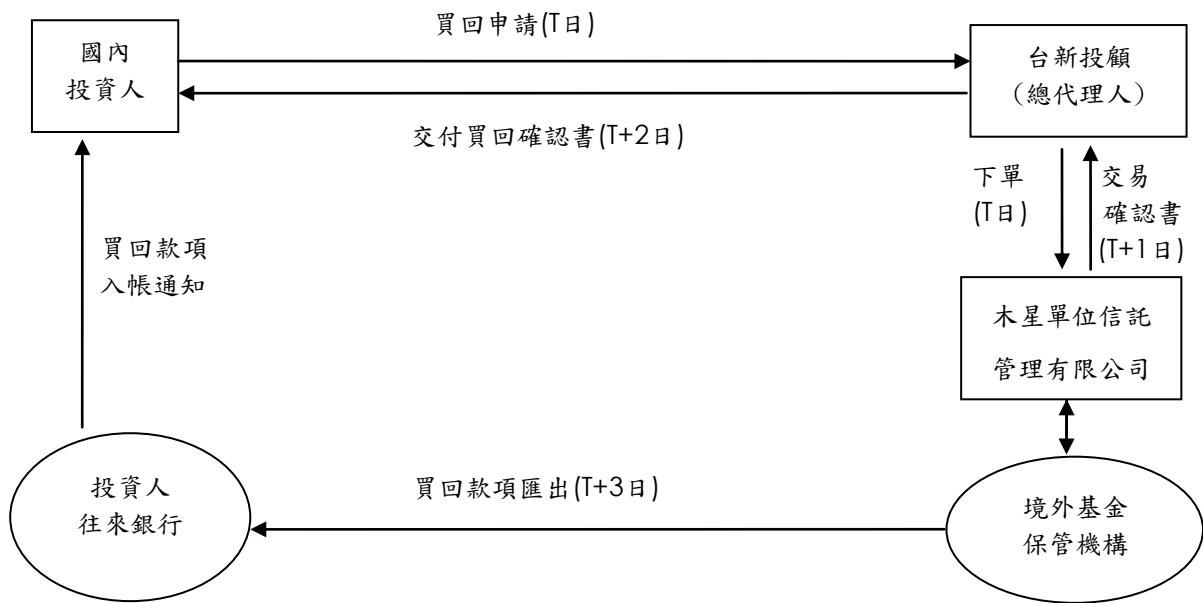 買回申請(T日)
國內
投資人
台新投顧
(總代理人)
交付買回確認書(T+2日)
下單
(T日)
交易
確認書
(T+1日)
買回款項
入帳通知
木星單位信託
管理有限公司
投資人
往來銀行
買回款項匯出(T+3日)
境外基金
保管機構